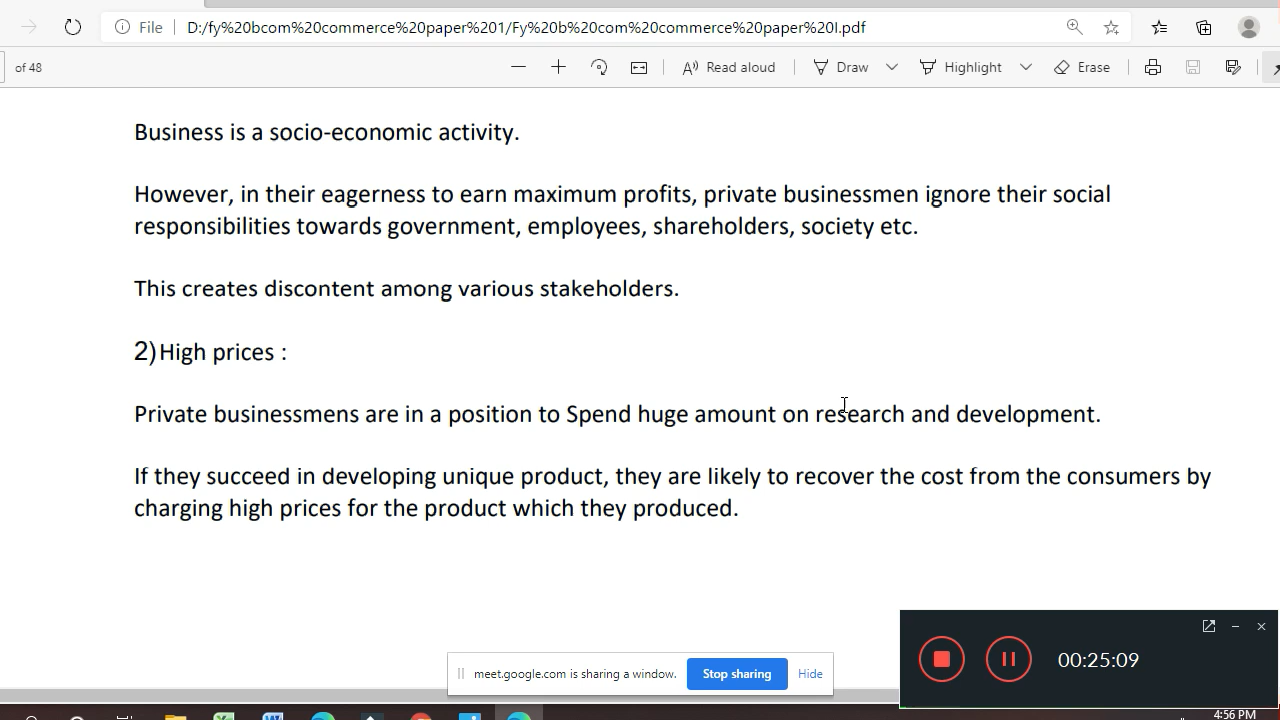 File D:/fy%20bcom%20commerce%20paper%201/Fy%20b%20com%20commerce%20paper%20I.pdf
of 48 Read aloud Draw Highlight Erase
Business is a socio-economic activity.
However, in their eagerness to earn maximum profits, private businessmen ignore their social
responsibilities towards government, employees, shareholders, society etc.
This creates discontent among various stakeholders.
2)High prices :
Private businessmens are in a position to Spend huge amount on research and development.
If they succeed in developing unique product, they are likely to recover the cost from the consumers by
charging high prices for the product which they produced.
00:25:09
meet.google.com is sharing a window. Stop sharing Hide
4:56 PM